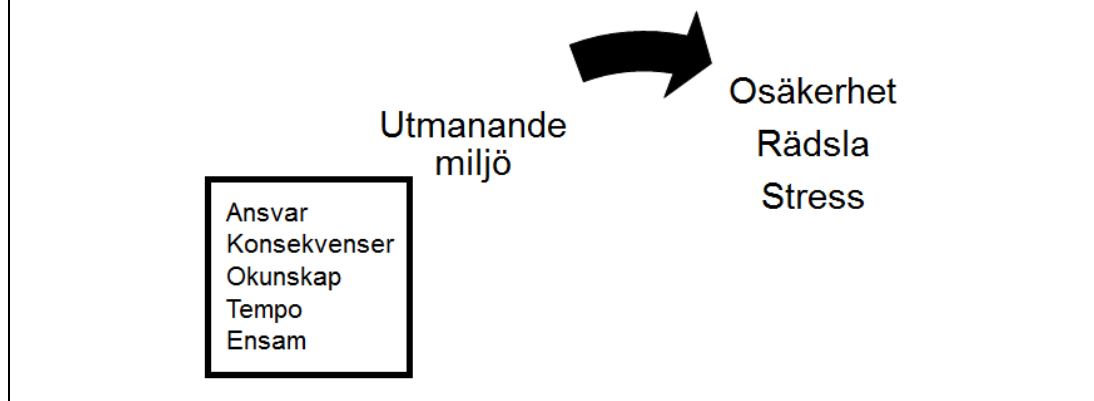 Utmanande
miljö
Ansvar
Konsekvenser
Okunskap
Tempo
Ensam
Osäkerhet
Rädsla
Stress